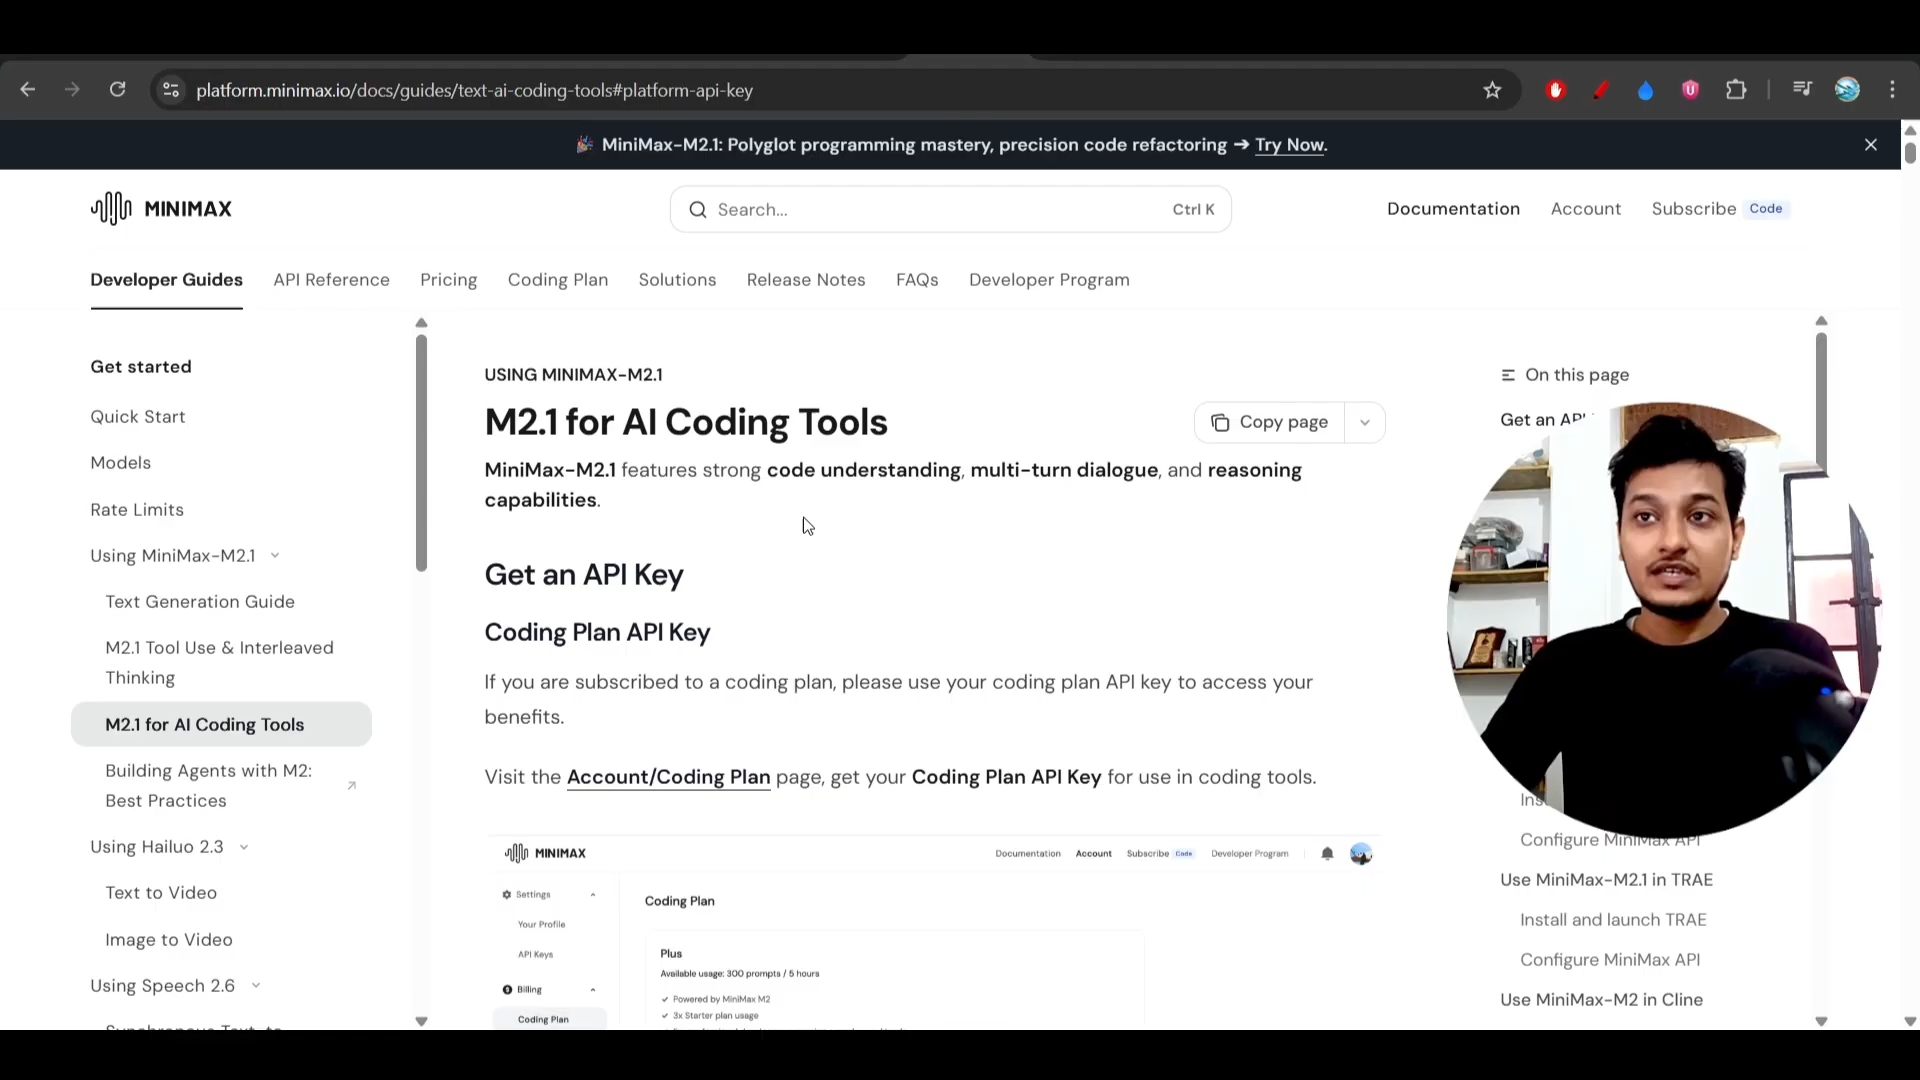 platform.minimax.io/docs/guides/text-ai-coding-tools#platform-api-key
🎉 MiniMax-M2.1: Polyglot programming mastery, precision code refactoring ➔ Try Now.
MINIMAX
Search...
Ctrl K
Documentation
Account
Subscribe
Code
Developer Guides
API Reference
Pricing
Coding Plan
Solutions
Release Notes
FAQs
Developer Program
Get started
Quick Start
Models
Rate Limits
Using MiniMax-M2.1
Text Generation Guide
M2.1 Tool Use & Interleaved
Thinking
M2.1 for AI Coding Tools
Building Agents with M2:
Best Practices
Using Hailuo 2.3
Text to Video
Image to Video
Using Speech 2.6
USING MINIMAX-M2.1
M2.1 for AI Coding Tools
Copy page
MiniMax-M2.1 features strong code understanding, multi-turn dialogue, and reasoning
capabilities.
Get an API Key
Coding Plan API Key
If you are subscribed to a coding plan, please use your coding plan API key to access your
benefits.
Visit the Account/Coding Plan page, get your Coding Plan API Key for use in coding tools.
MINIMAX
Documentation
Account
Subscribe
Code
Developer Program
Settings
Your Profile
API Keys
Billing
Coding Plan
Coding Plan
Plus
Available usage: 300 prompts / 5 hours
Powered by MiniMax M2
3x Starter plan usage
On this page
Get an API
Configure MiniMax API
Use MiniMax-M2.1 in TRAE
Install and launch TRAE
Configure MiniMax API
Use MiniMax-M2 in Cline